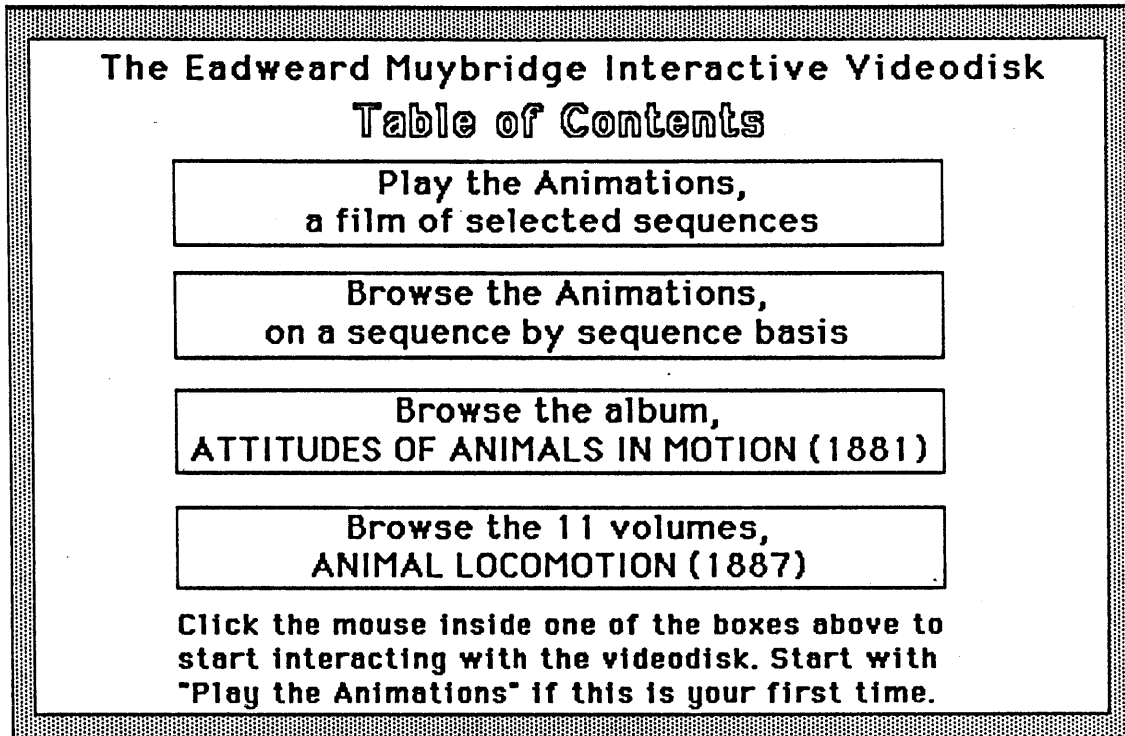 The Eadweard Muybridge Interactive Videodisk
Table of Contents
Play the Animations,
a film of selected sequences
Browse the Animations,
on a sequence by sequence basis
Browse the album,
ATTITUDES OF ANIMALS IN MOTION (1881)
Browse the 11 volumes,
ANIMAL LOCOMOTION (1887)
Click the mouse inside one of the boxes above to
start interacting with the videodisk. Start with
"Play the Animations" if this is your first time.